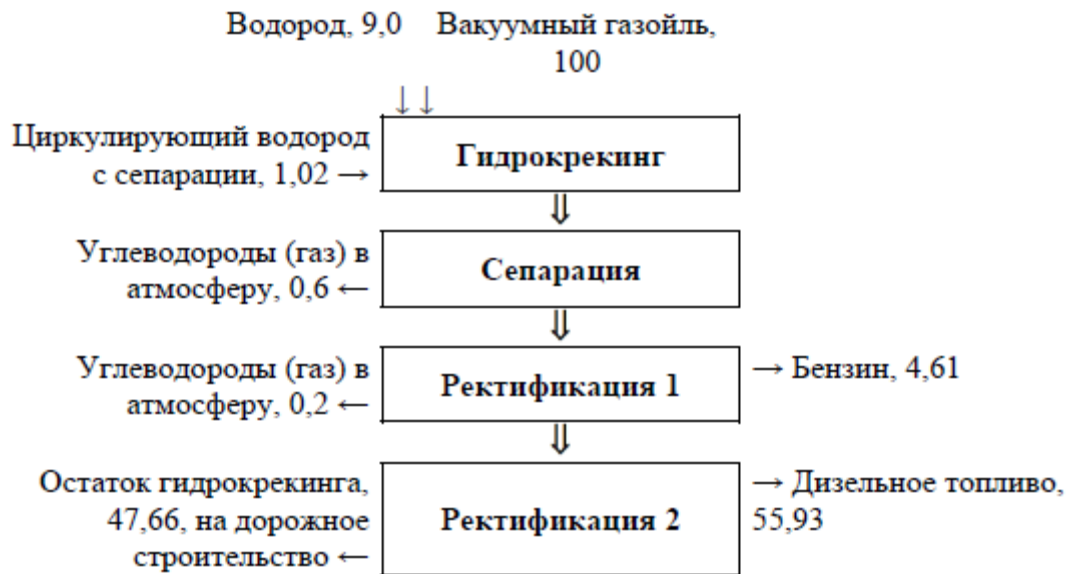 Водород, 9,0 Вакуумный газойль,
100
↓ ↓
Циркулирующий водород
с сепарации, 1,02 →
Гидрокрекинг
⇓
Углеводороды (газ) в
атмосферу, 0,6 ←
Сепарация
⇓
Углеводороды (газ) в
атмосферу, 0,2 ←
Ректификация 1
→ Бензин, 4,61
⇓
Остаток гидрокрекинга,
47,66, на дорожное
строительство ←
Ректификация 2
→ Дизельное топливо,
55,93